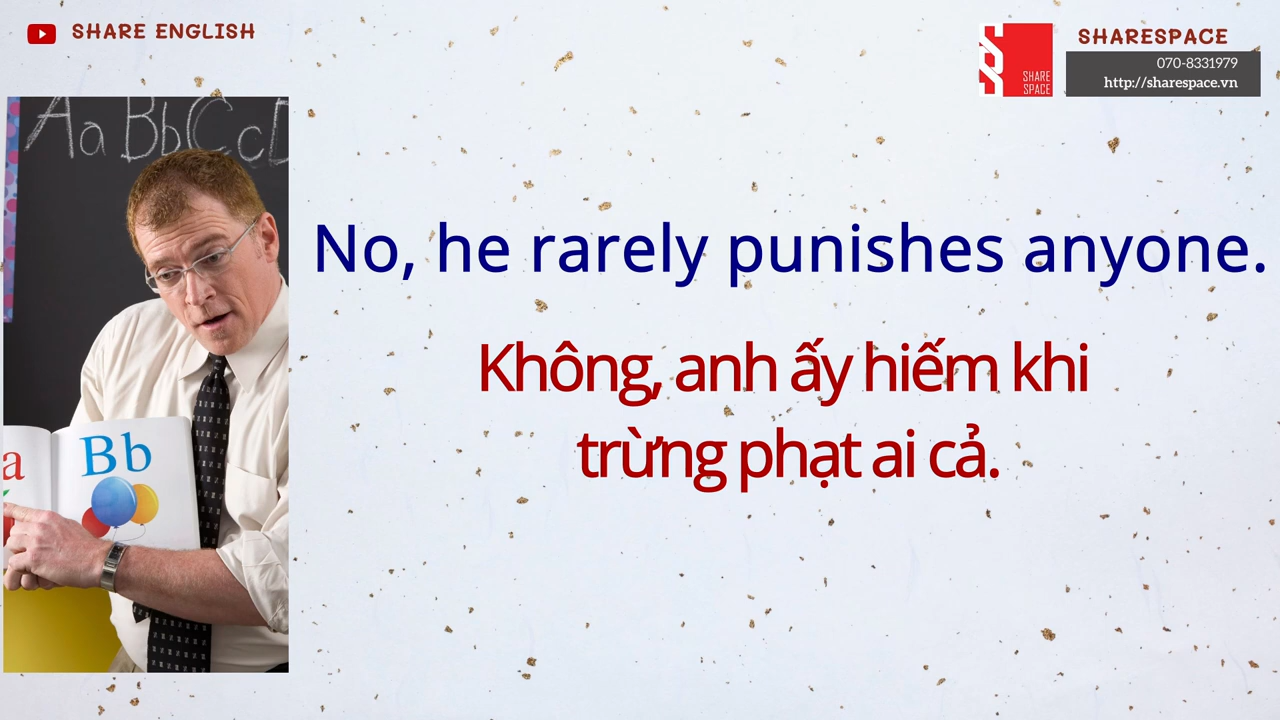 SHARE ENGLISH
SHARESPACE
070-8331979
http://sharespace.vn
SHARE
SPACE
Aa Bb Cc D
No, he rarely punishes anyone.
Không, anh ấy hiếm khi
trừng phạt ai cả.
a Bb